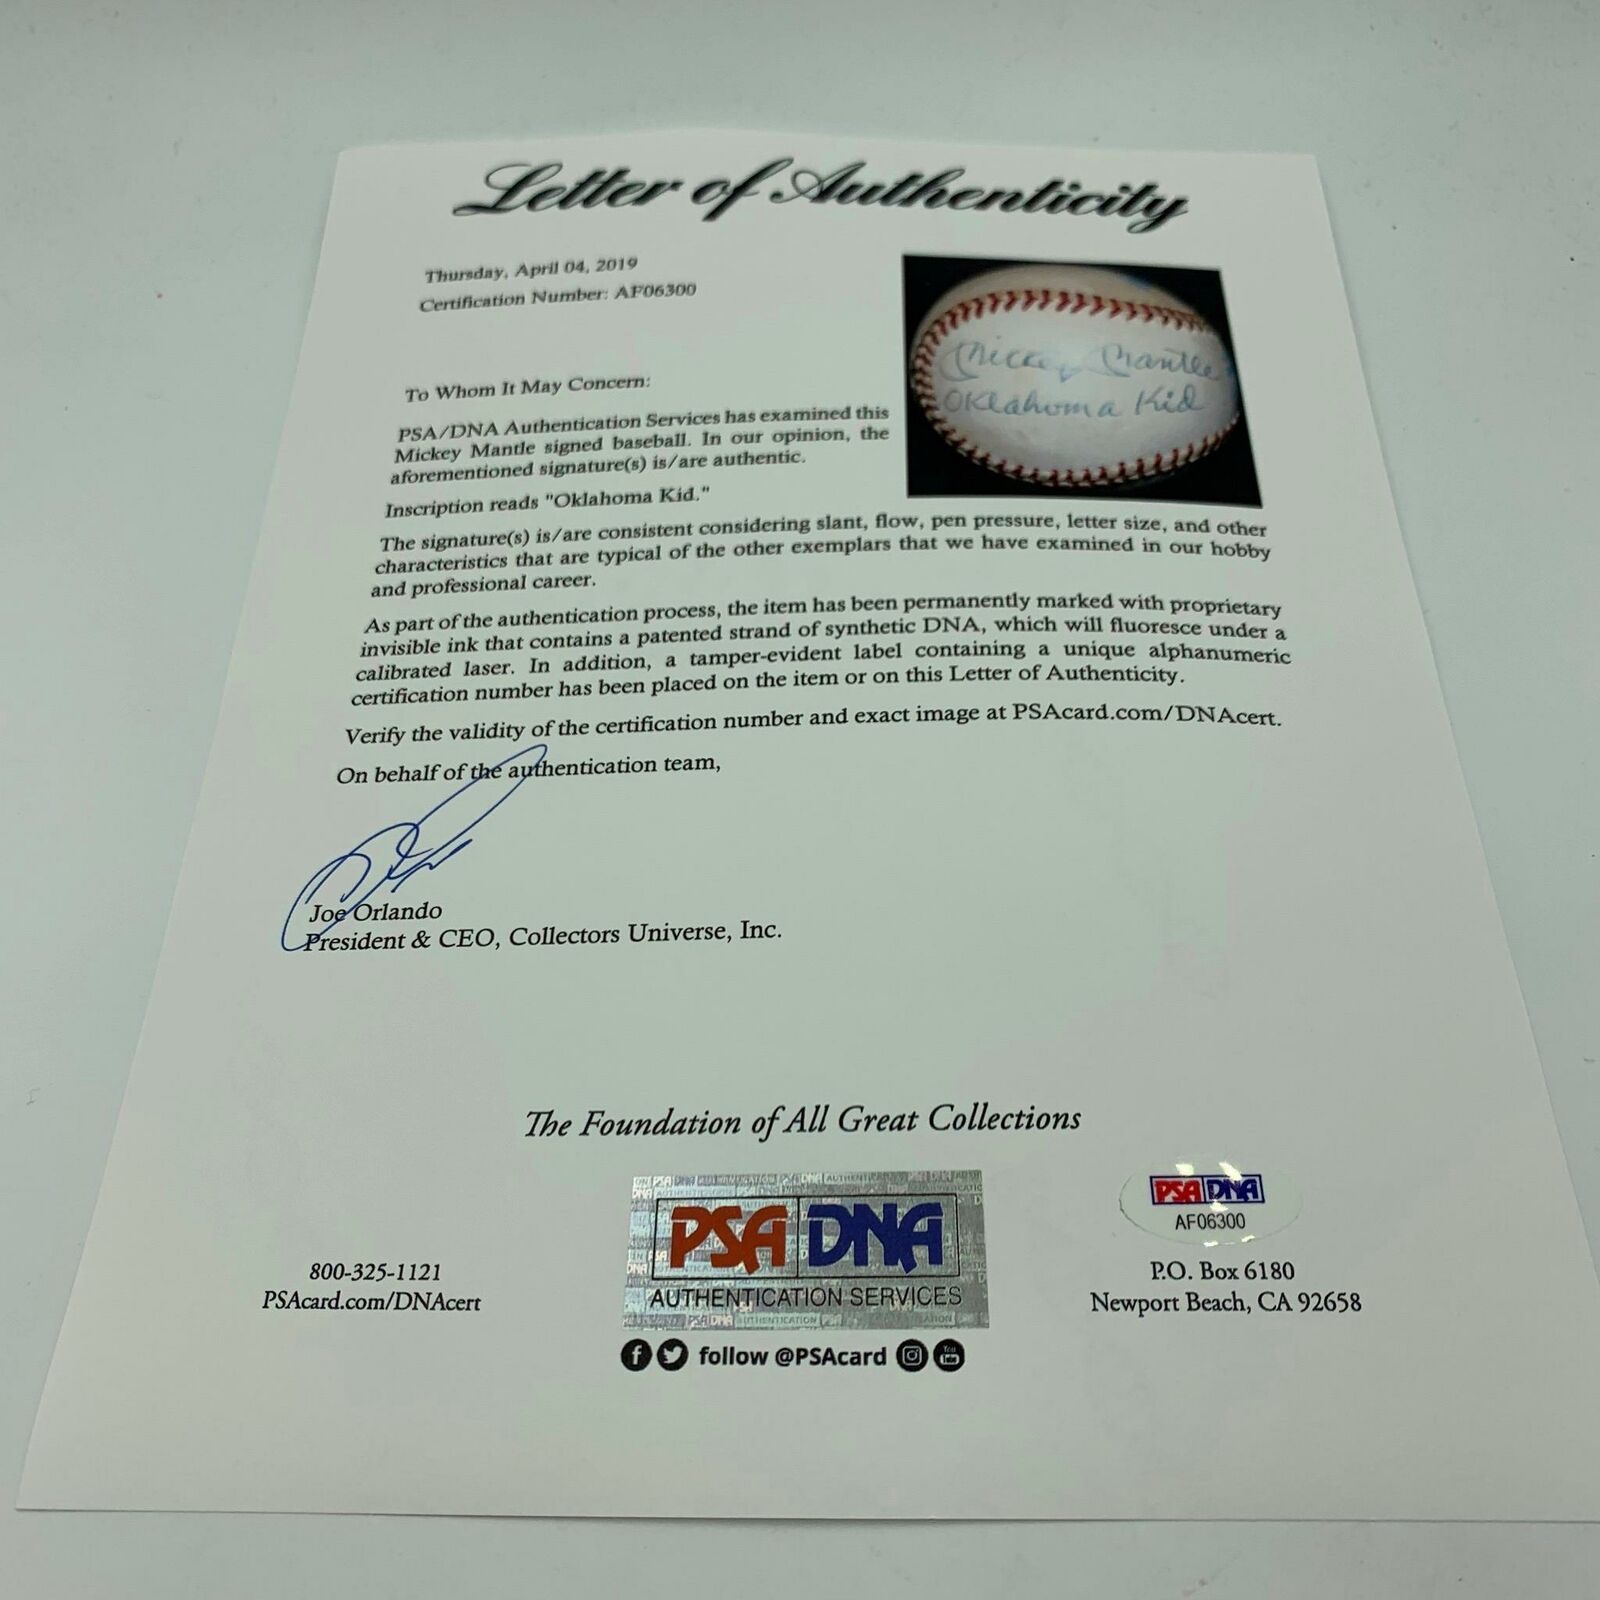 Letter of Authenticity
Thursday, April 04, 2019
Certification Number: AF06300
Mickey Mantle
Oklahoma Kid
To Whom It May Concern:
PSA/DNA Authentication Services has examined this
Mickey Mantle signed baseball. In our opinion, the
aforementioned signature(s) is/are authentic.
Inscription reads "Oklahoma Kid."
The signature(s) is/are consistent considering slant, flow, pen pressure, letter size, and other
characteristics that are typical of the other exemplars that we have examined in our hobby
and professional career.
As part of the authentication process, the item has been permanently marked with proprietary
invisible ink that contains a patented strand of synthetic DNA, which will fluoresce under a
calibrated laser. In addition, a tamper-evident label containing a unique alphanumeric
certification number has been placed on the item or on this Letter of Authenticity.
Verify the validity of the certification number and exact image at PSAcard.com/DNAcert.
On behalf of the authentication team,
Joe Orlando
President & CEO, Collectors Universe, Inc.
The Foundation of All Great Collections
PSA DNA
AUTHENTICATION SERVICES
PSA DNA
AF06300
800-325-1121
PSAcard.com/DNAcert
P.O. Box 6180
Newport Beach, CA 92658
follow @PSAcard